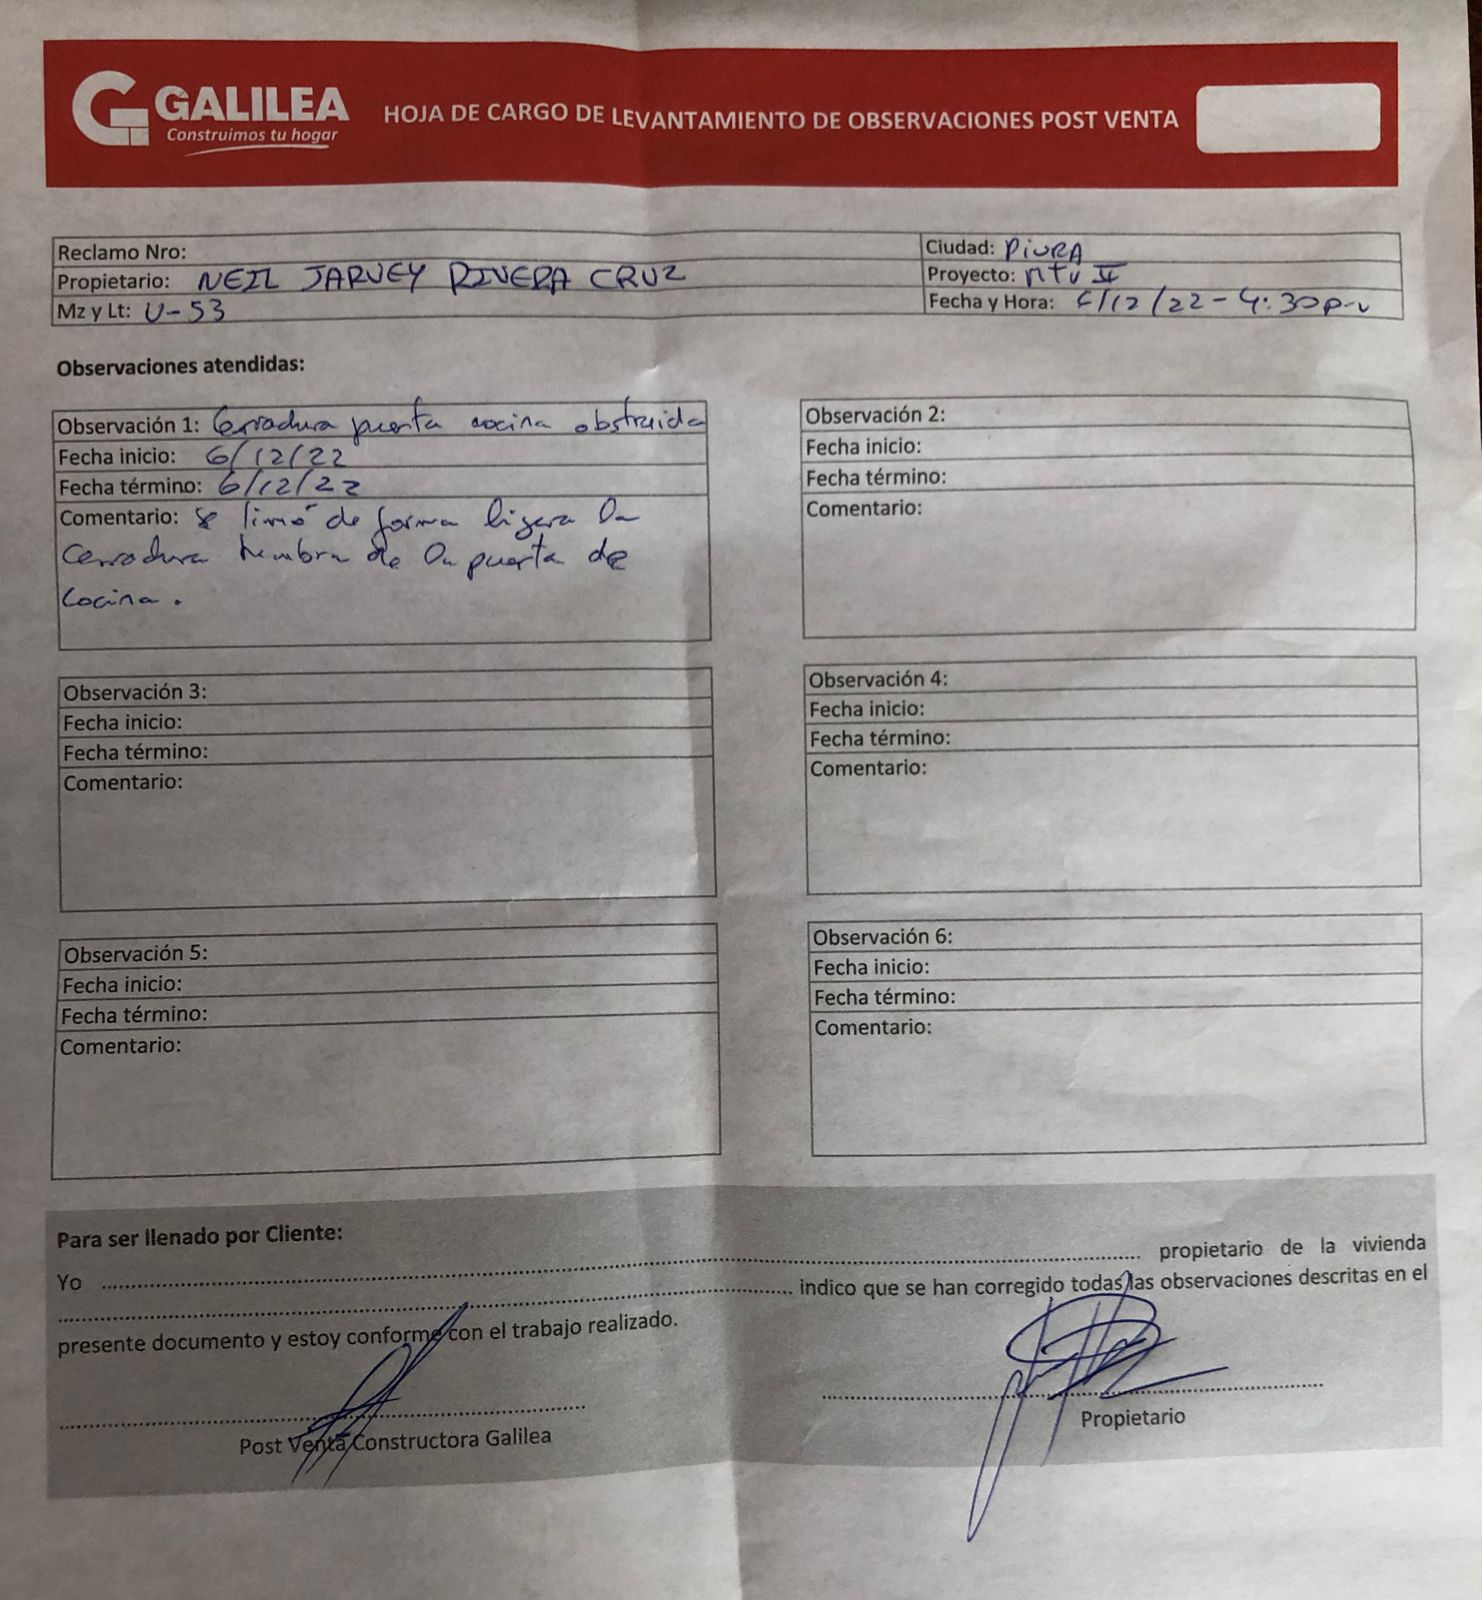 GALILEA
Construimos tu hogar
HOJA DE CARGO DE LEVANTAMIENTO DE OBSERVACIONES POST VENTA
Reclamo Nro:
Propietario: NEIL JARVEY RIVERA CRUZ
Mz y Lt: U-53
Ciudad: PIURA
Proyecto: NTV II
Fecha y Hora: 6/12/22 - 4:30p.
Observaciones atendidas:
Observación 1: Cerradura puerta cocina obstruida
Fecha inicio: 6/12/22
Fecha término: 6/12/22
Comentario: se limó de forma ligera la
cerradura hembra de la puerta de
cocina.
Observación 2:
Fecha inicio:
Fecha término:
Comentario:
Observación 3:
Fecha inicio:
Fecha término:
Comentario:
Observación 4:
Fecha inicio:
Fecha término:
Comentario:
Observación 5:
Fecha inicio:
Fecha término:
Comentario:
Observación 6:
Fecha inicio:
Fecha término:
Comentario:
Para ser llenado por Cliente:
Yo ........................ propietario de la vivienda
........................ indico que se han corregido todas las observaciones descritas en el
presente documento y estoy conforme con el trabajo realizado.
Post Venta Constructora Galilea
Propietario